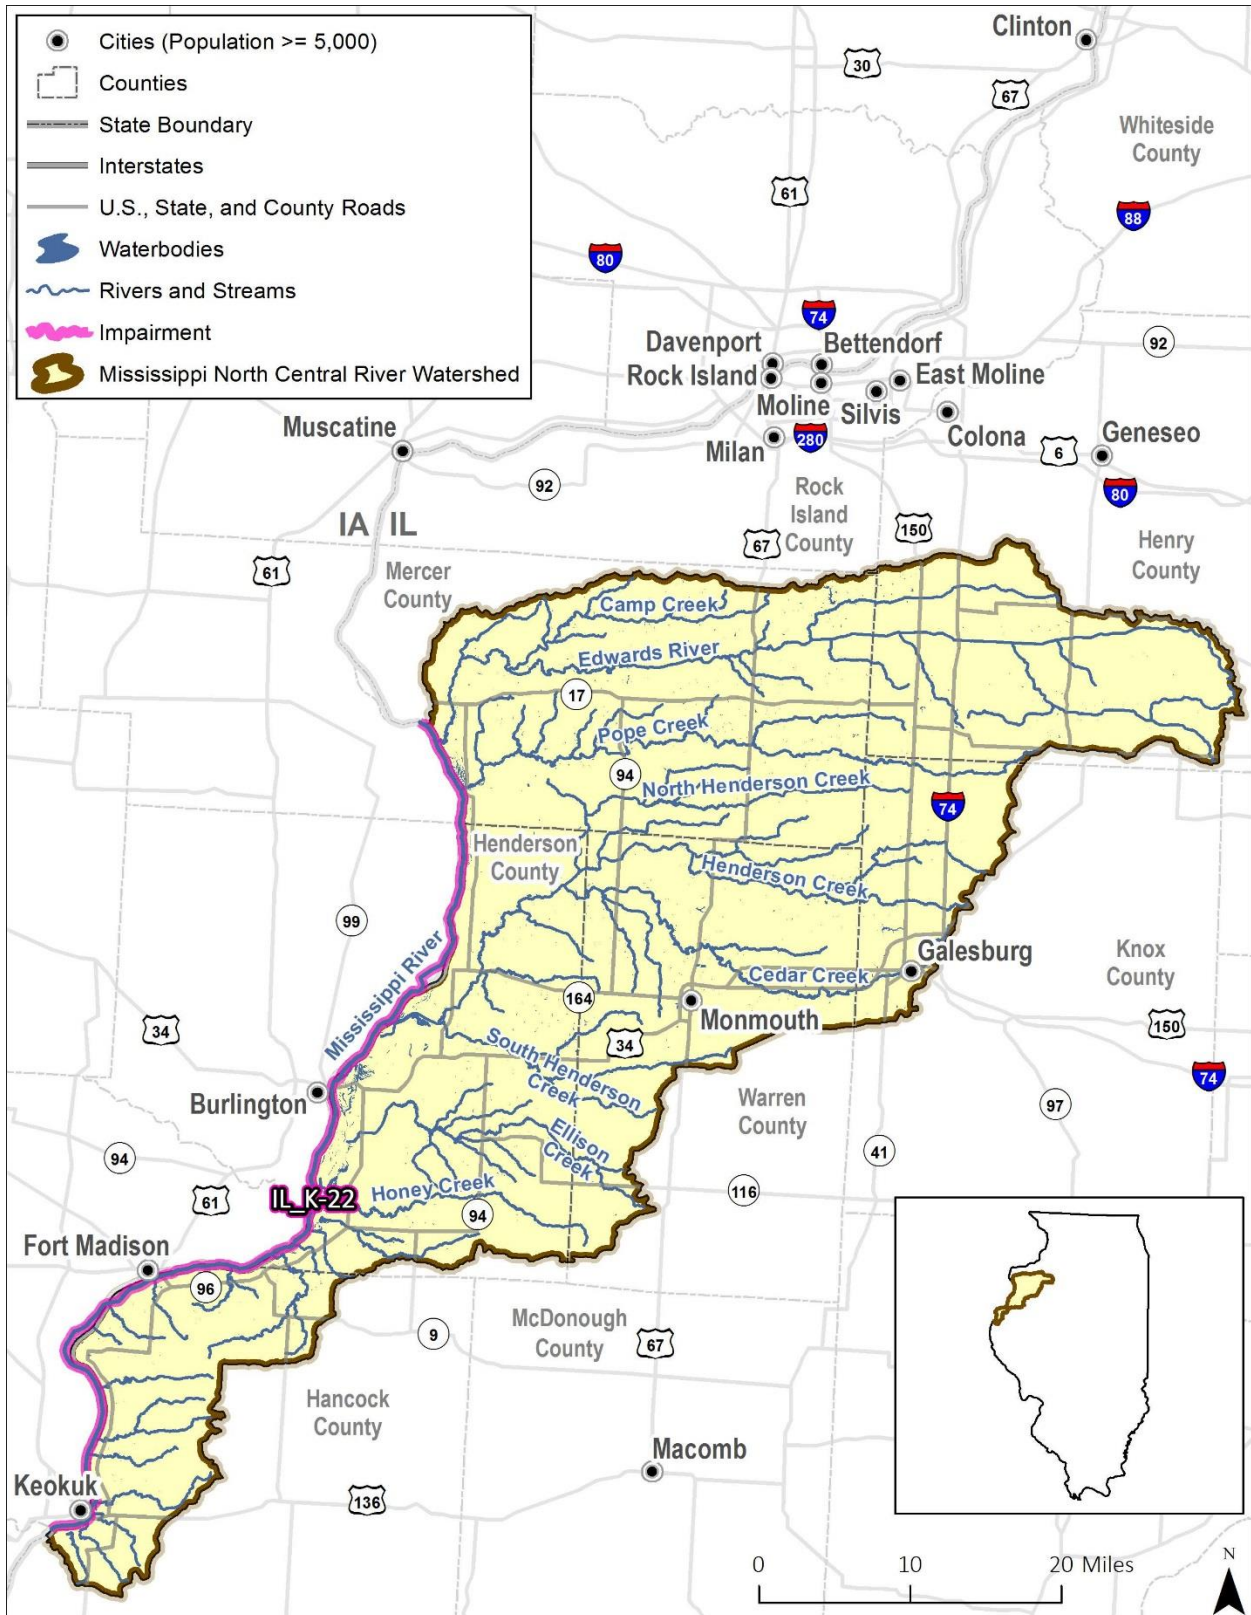 Cities (Population >= 5,000)
Counties
State Boundary
Interstates
U.S., State, and County Roads
Waterbodies
Rivers and Streams
Impairment
Mississippi North Central River Watershed
Clinton
30
67
Whiteside
County
61
88
80
74
92
Davenport
Bettendorf
Rock Island
East Moline
Moline
Silvis
Muscatine
Milan
280
Colona
Geneseo
6
92
80
IA IL
Rock
Island
County
150
67
61
Mercer
County
Henry
County
Camp Creek
Edwards River
17
Pope Creek
94
North Henderson Creek
74
Henderson
County
Henderson Creek
99
Mississippi River
Galesburg
Knox
County
Cedar Creek
164
Monmouth
34
34
150
South Henderson
Creek
74
Burlington
Warren
County
97
Ellison
Creek
94
41
61
IL_K-22
Honey Creek
94
116
Fort Madison
96
McDonough
County
9
67
Hancock
County
Macomb
Keokuk
136
0 10 20 Miles
N